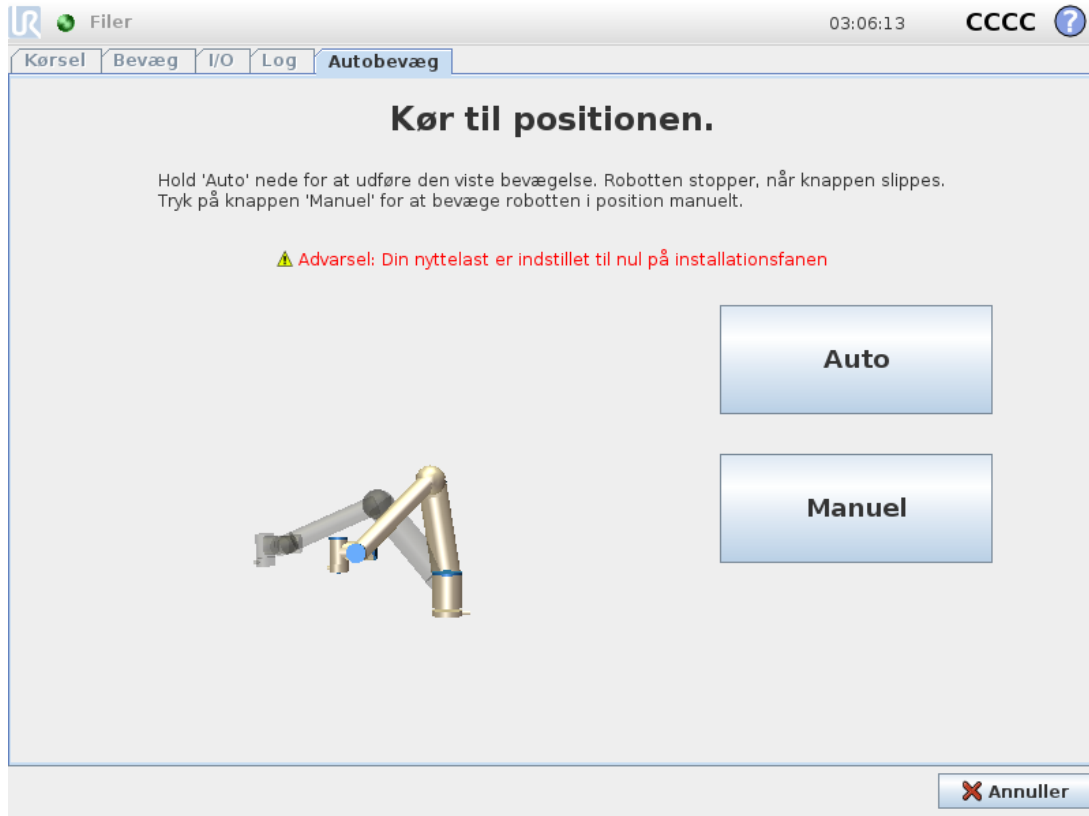 UR Filer 03:06:13 CCCC ?
Kørsel Bevæg I/O Log Autobevæg
Kør til positionen.
Hold 'Auto' nede for at udføre den viste bevægelse. Robotten stopper, når knappen slippes.
Tryk på knappen 'Manuel' for at bevæge robotten i position manuelt.
Advarsel: Din nyttelast er indstillet til nul på installationsfanen
Auto
Manuel
Annuller